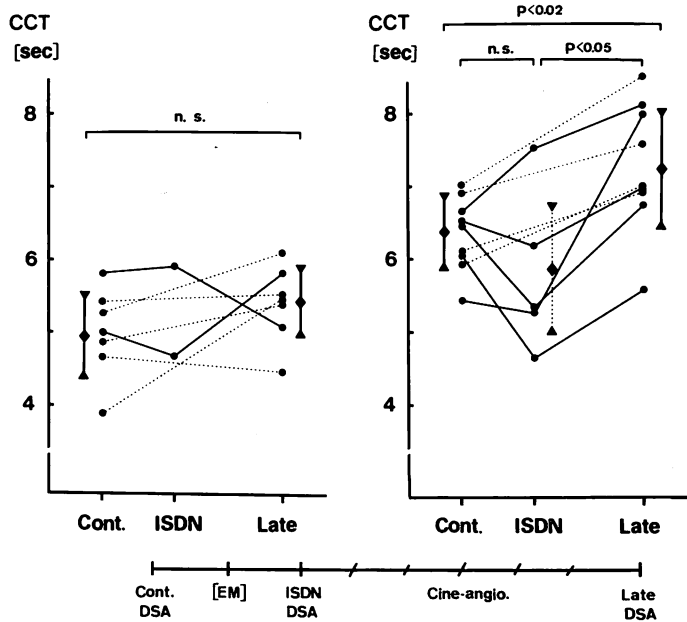 CCT
[sec]
n. s.
8
6
4
Cont. ISDN Late
CCT
[sec]
P<0.02
n.s. P<0.05
8
6
4
Cont. ISDN Late
Cont. DSA
[EM]
ISDN DSA
Cine-angio.
Late DSA